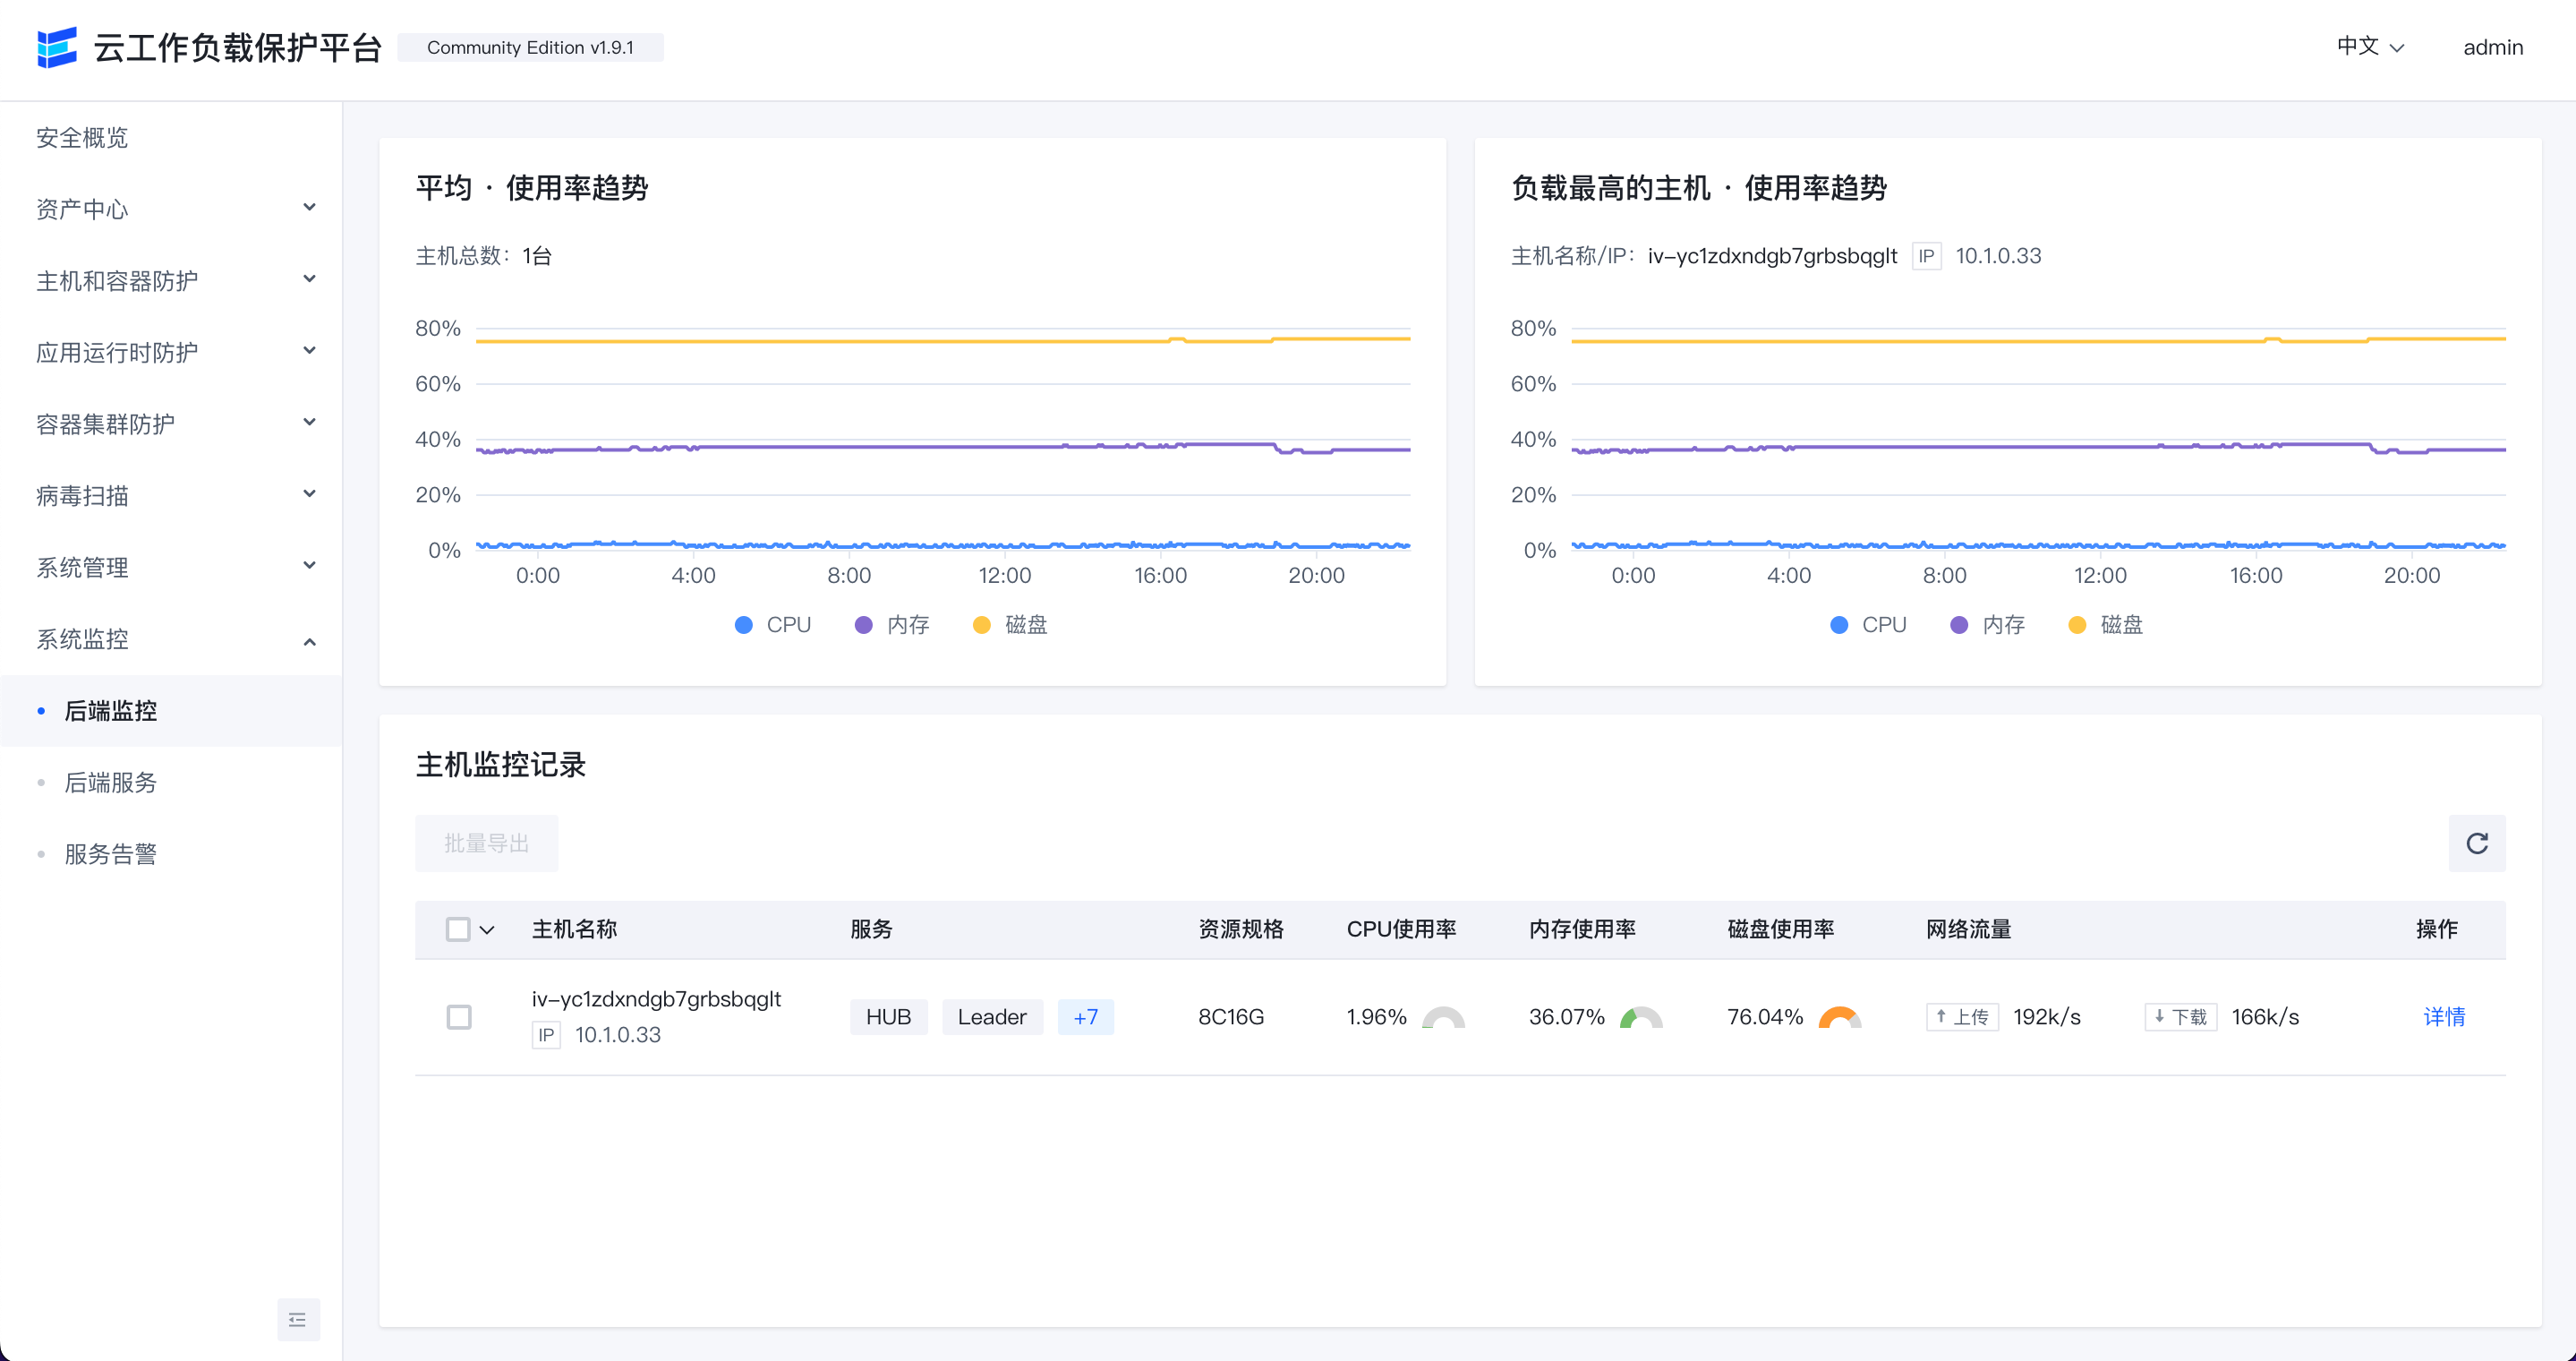 云工作负载保护平台 Community Edition v1.9.1 中文 admin
安全概览
资产中心
主机和容器防护
应用运行时防护
容器集群防护
病毒扫描
系统管理
系统监控
后端监控
后端服务
服务告警
平均 · 使用率趋势
主机总数：1台
80%
60%
40%
20%
0%
0:00 4:00 8:00 12:00 16:00 20:00
CPU 内存 磁盘
负载最高的主机 · 使用率趋势
主机名称/IP：iv-yc1zdxndgb7grbsbqglt IP 10.1.0.33
80%
60%
40%
20%
0%
0:00 4:00 8:00 12:00 16:00 20:00
CPU 内存 磁盘
主机监控记录
批量导出
主机名称 服务 资源规格 CPU使用率 内存使用率 磁盘使用率 网络流量 操作
iv-yc1zdxndgb7grbsbqglt
IP 10.1.0.33
HUB Leader +7 8C16G 1.96% 36.07% 76.04% 上传 192k/s 下载 166k/s 详情